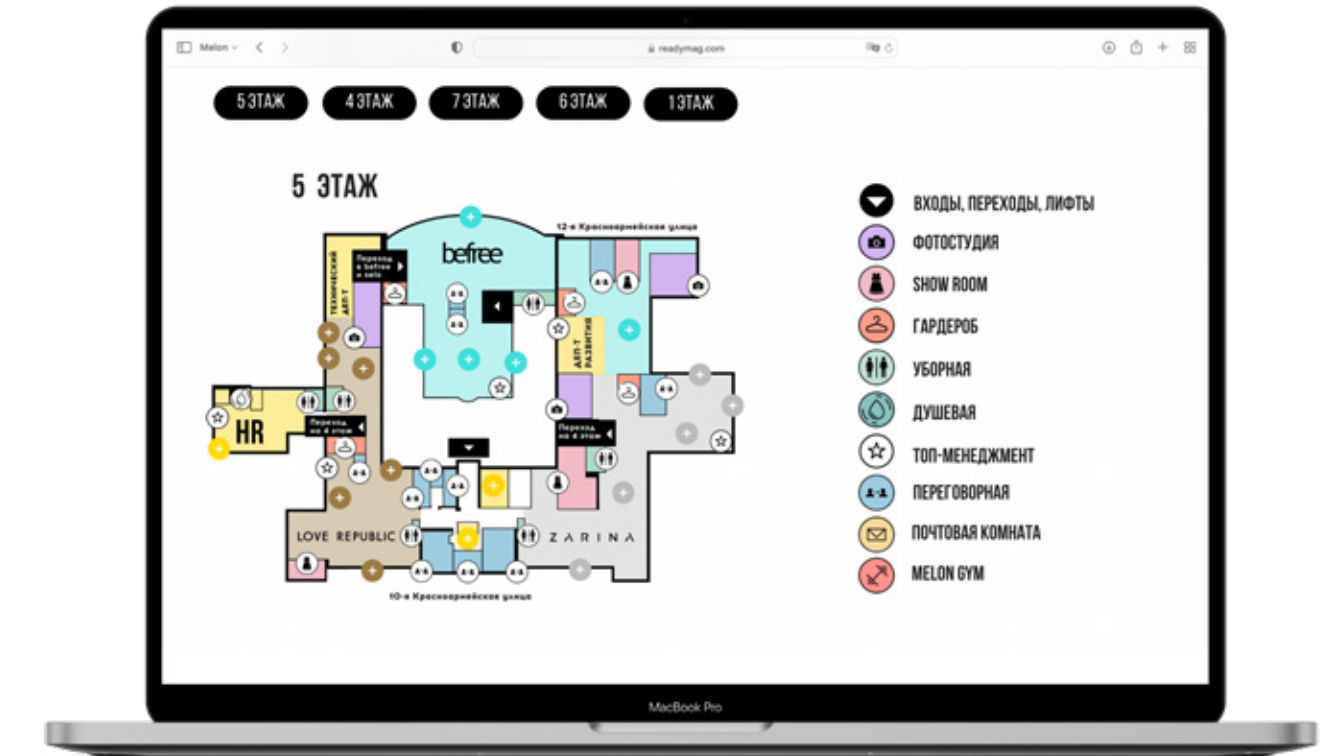 Melon
readymag.com
5 ЭТАЖ
4 ЭТАЖ
7 ЭТАЖ
6 ЭТАЖ
1 ЭТАЖ
5 ЭТАЖ
12-я Красноармейская улица
befree
ТЕХНИЧЕСКИЙ
ДЕП-Т
Переход
в befree
и sela
ДЕП-Т
РАЗВИТИЯ
HR
Переход
на 4 этаж
Переход
на 4 этаж
LOVE REPUBLIC
ZARINA
10-я Красноармейская улица
ВХОДЫ, ПЕРЕХОДЫ, ЛИФТЫ
ФОТОСТУДИЯ
SHOW ROOM
ГАРДЕРОБ
УБОРНАЯ
ДУШЕВАЯ
ТОП-МЕНЕДЖМЕНТ
ПЕРЕГОВОРНАЯ
ПОЧТОВАЯ КОМНАТА
MELON GYM
MacBook Pro